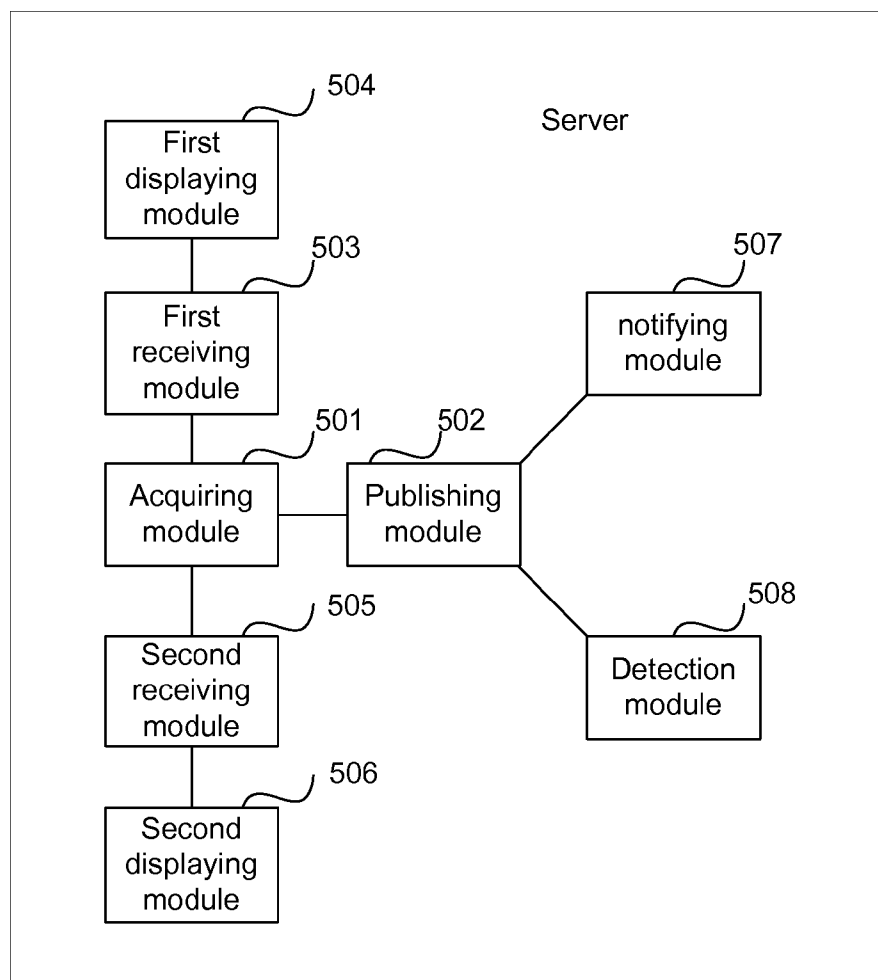 504
Server
First
displaying
module
503
First
receiving
module
507
notifying
module
501
Acquiring
module
502
Publishing
module
505
Second
receiving
module
508
Detection
module
506
Second
displaying
module